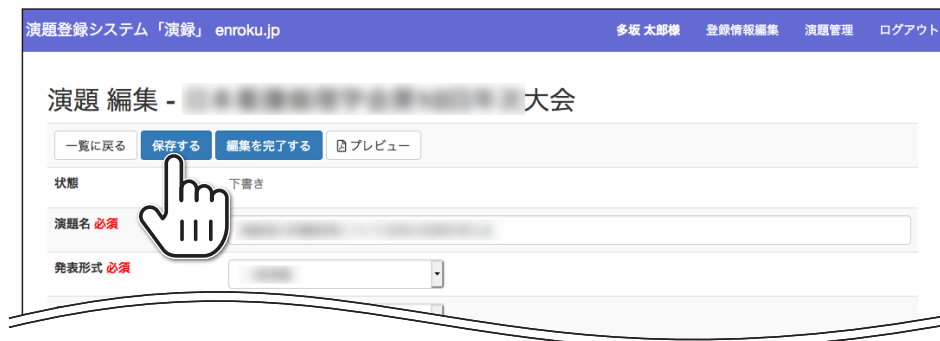 演題登録システム「演録」 enroku.jp 多坂 太郎様 登録情報編集 演題管理 ログアウト
演題 編集 - 大会
一覧に戻る 保存する 編集を完了する プレビュー
状態 下書き
演題名 必須
発表形式 必須